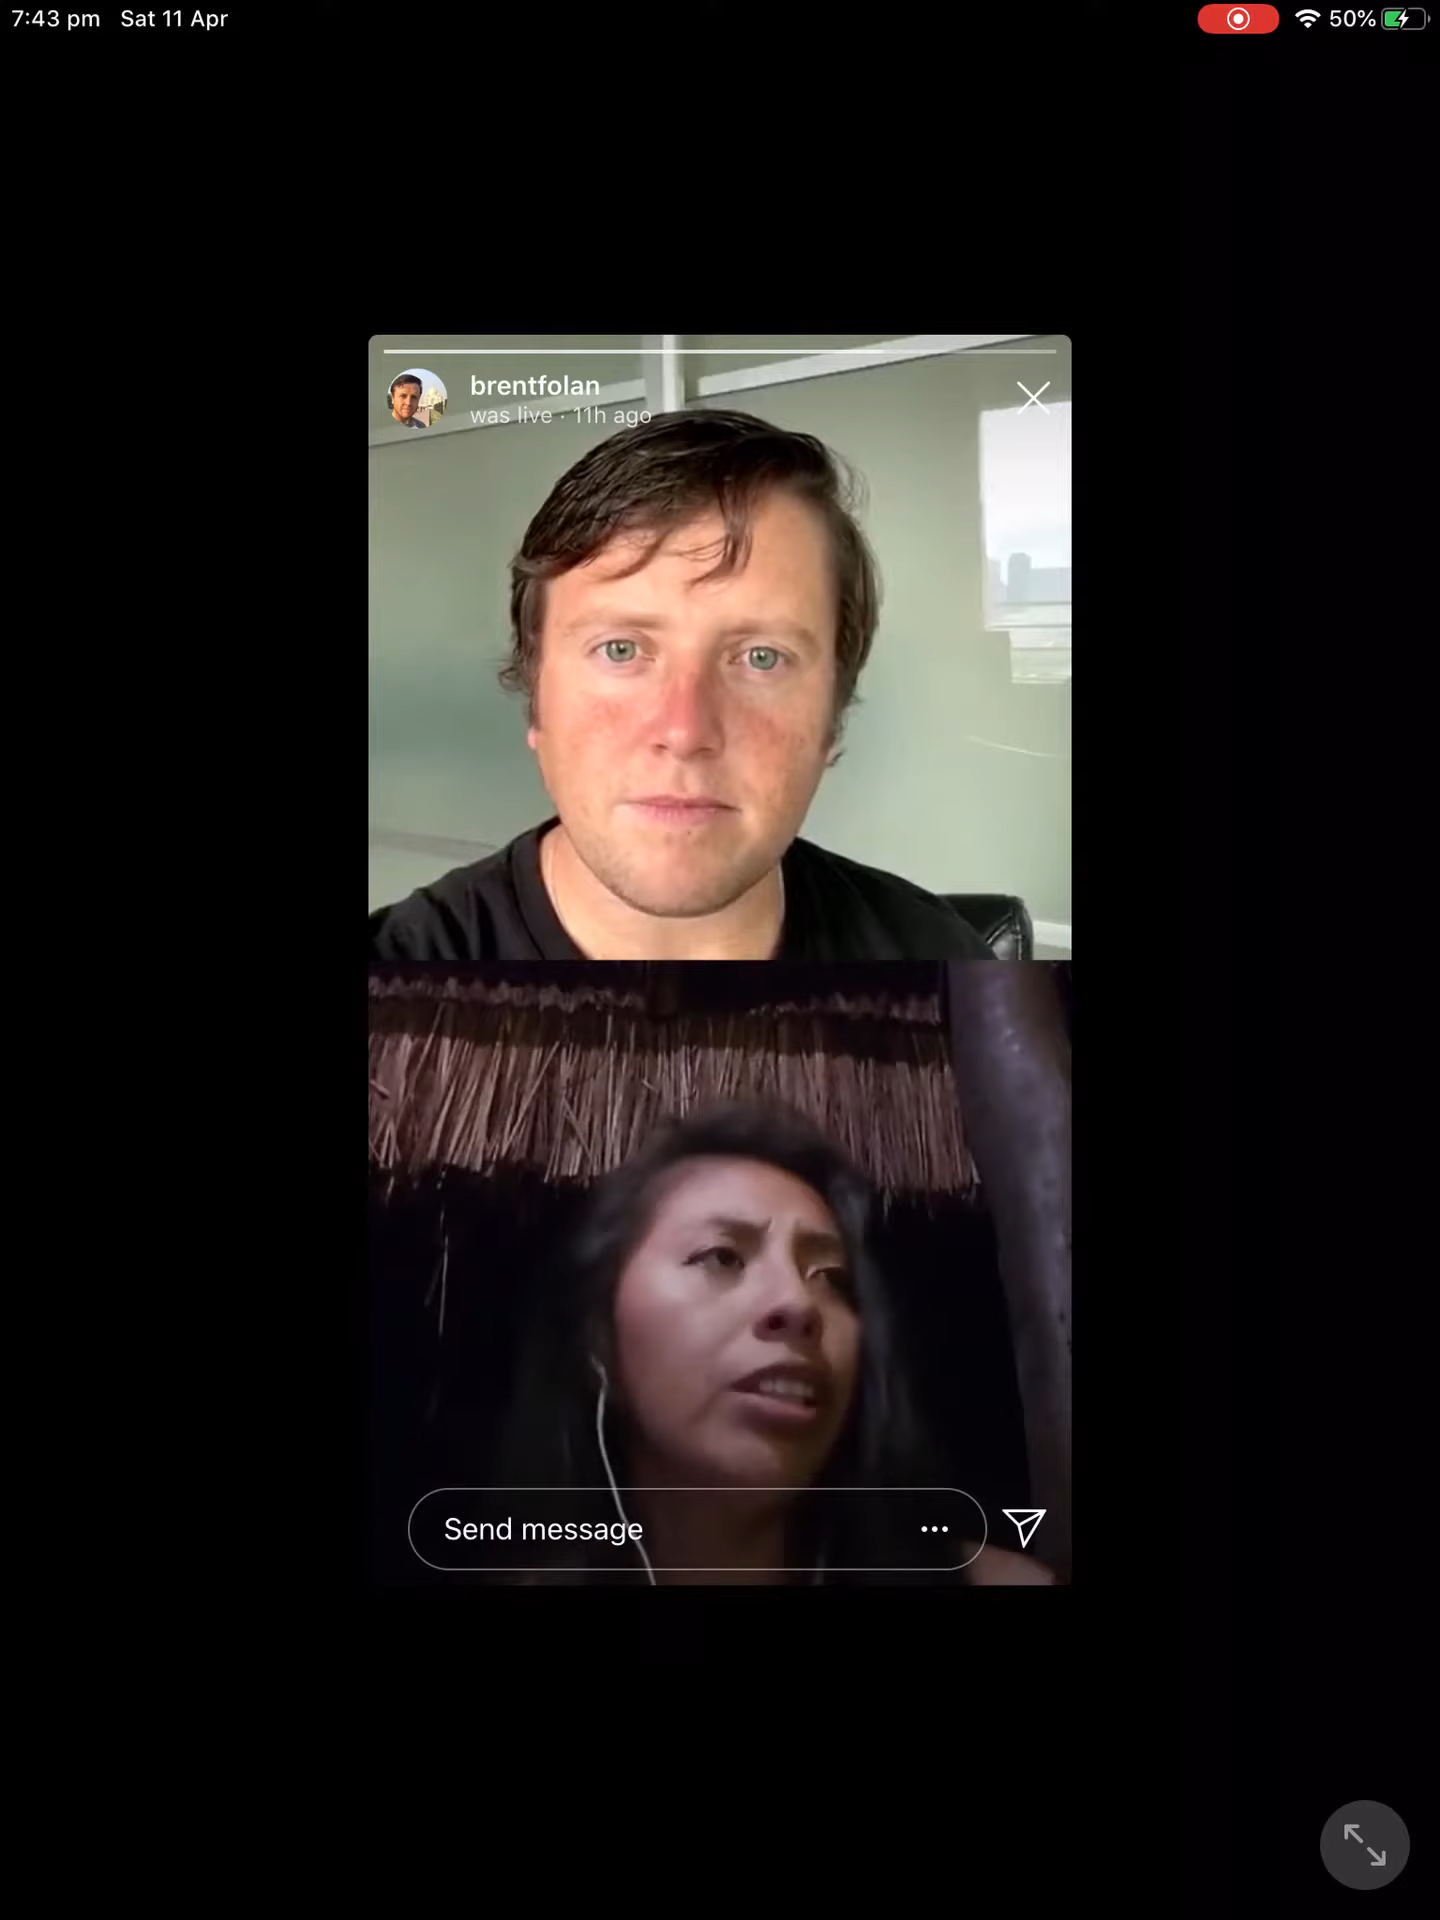 7:43 pm Sat 11 Apr
50%
brentfolan
was live · 11h ago
Send message